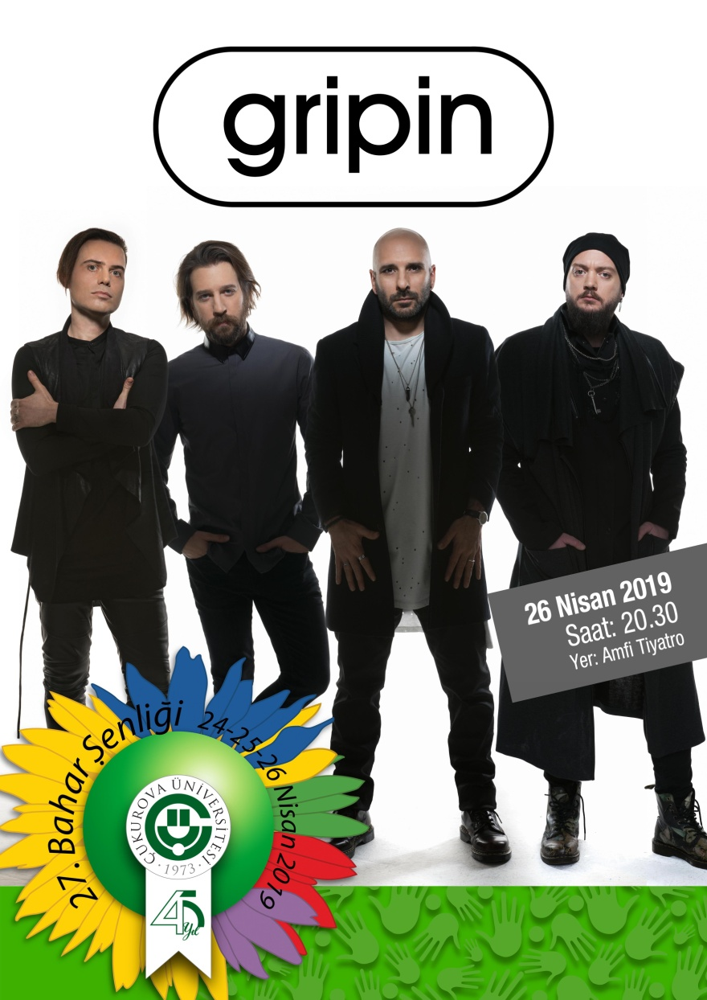 gripin
26 Nisan 2019
Saat: 20.30
Yer: Amfi Tiyatro
21. Bahar Şenliği 24-25-26 Nisan 2019
ÇUKUROVA ÜNİVERSİTESİ
· 1973 ·
45
Yıl